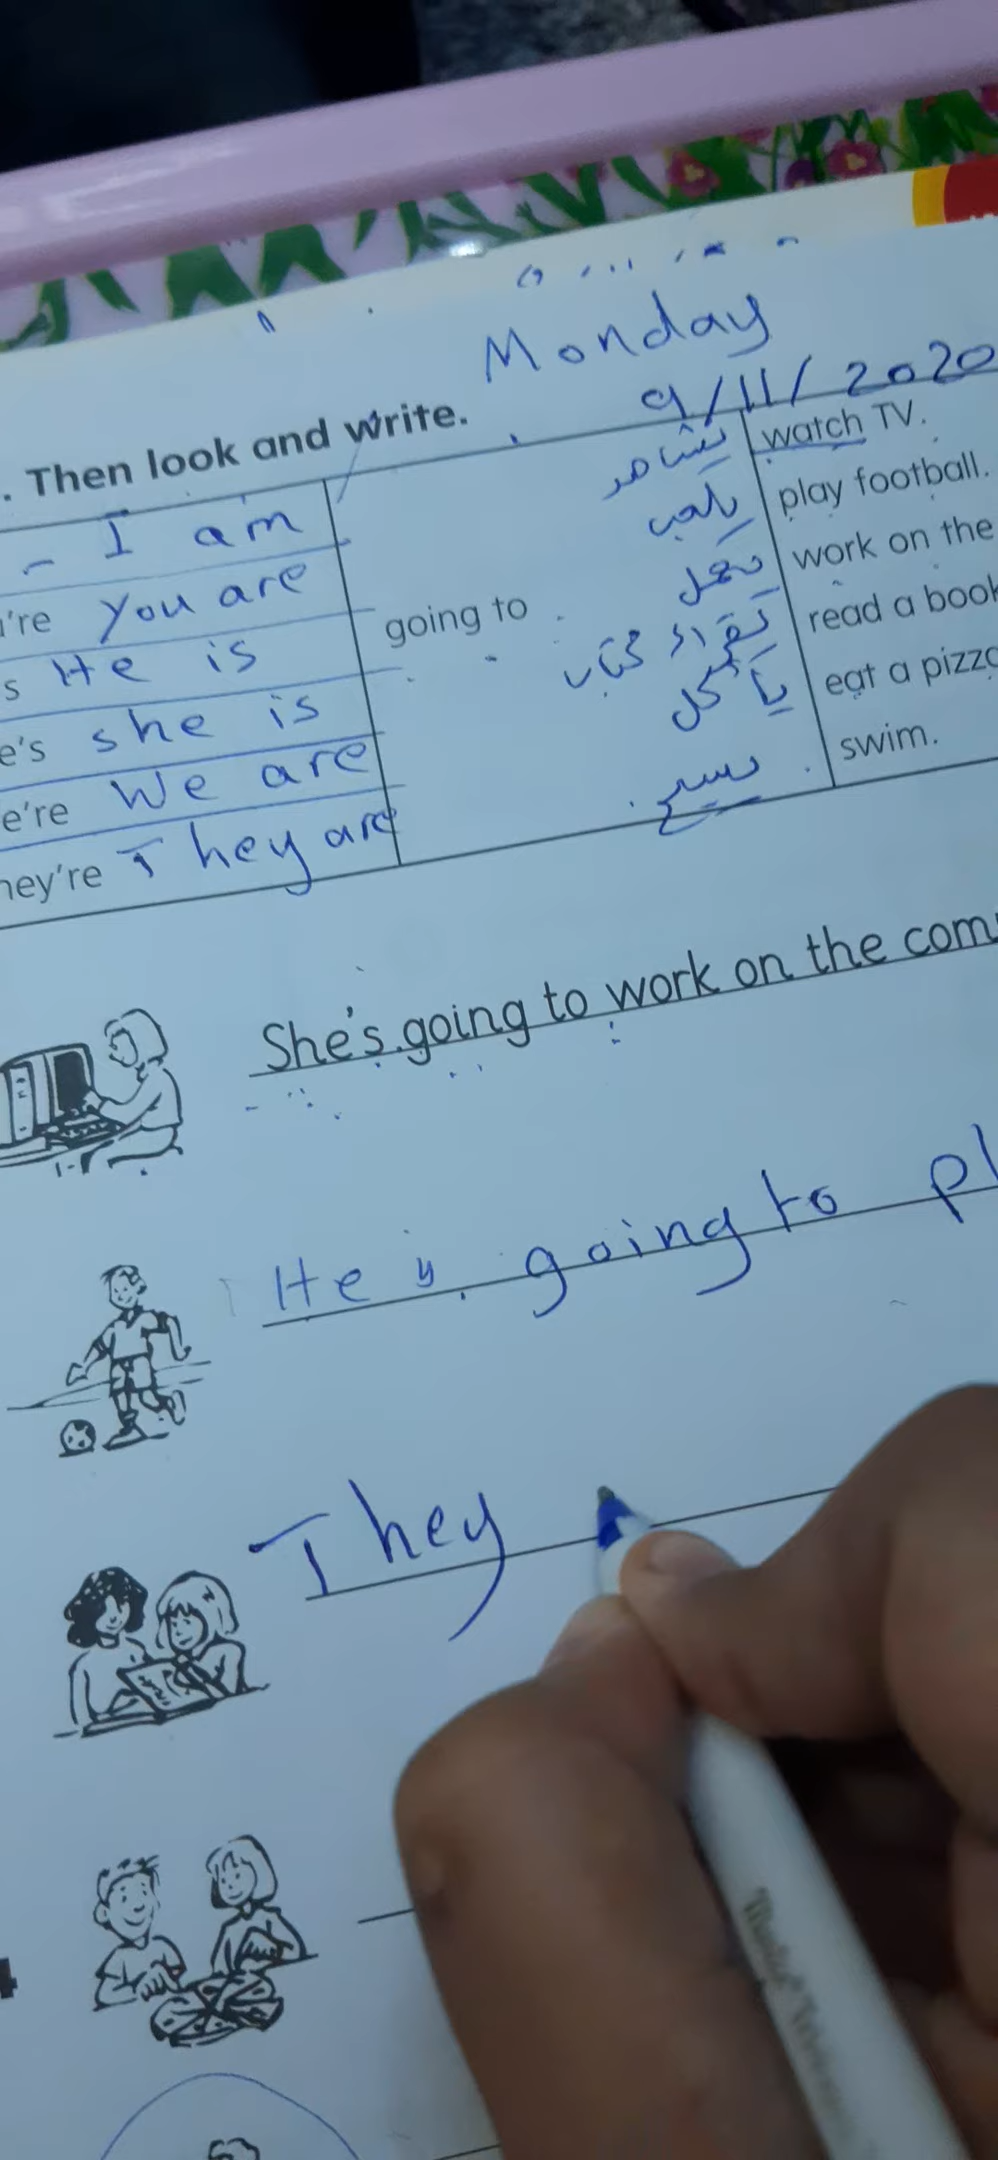 Monday
9/11/2020
. Then look and write.
I am
're you are
s He is
e's she is
e're We are
hey're They are
going to
يشاهد watch TV.
يلعب play football.
يعمل work on the
كتاب read a book
يأكل eat a pizza
يسبح swim.
She's going to work on the com
He's going to pl
They
4